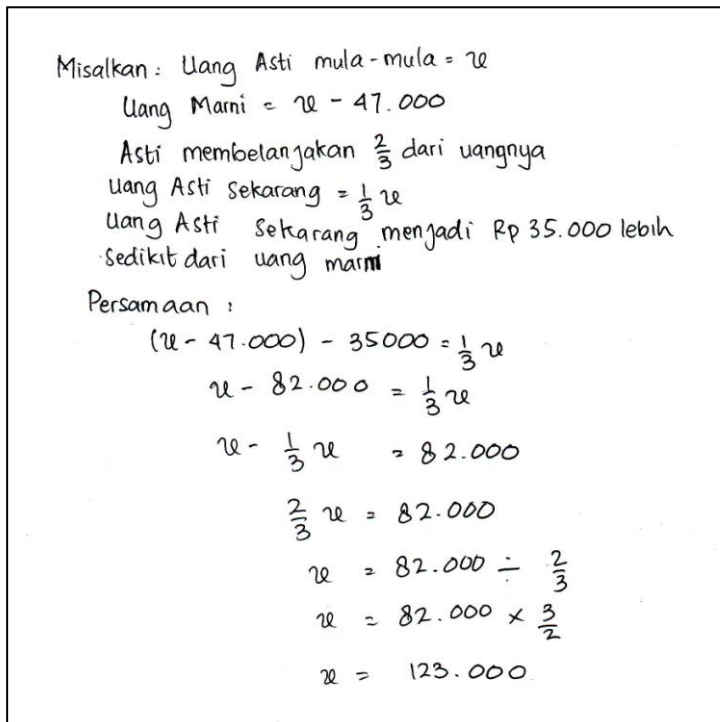 Misalkan : Uang Asti mula-mula = x
Uang Marni = x - 47.000
Asti membelanjakan 2/3 dari uangnya
uang Asti sekarang = 1/3 x
uang Asti sekarang menjadi Rp 35.000 lebih
sedikit dari uang marni
Persamaan :
(x - 47.000) - 35000 = 1/3 x
x - 82.000 = 1/3 x
x - 1/3 x = 82.000
2/3 x = 82.000
x = 82.000 ÷ 2/3
x = 82.000 × 3/2
x = 123.000